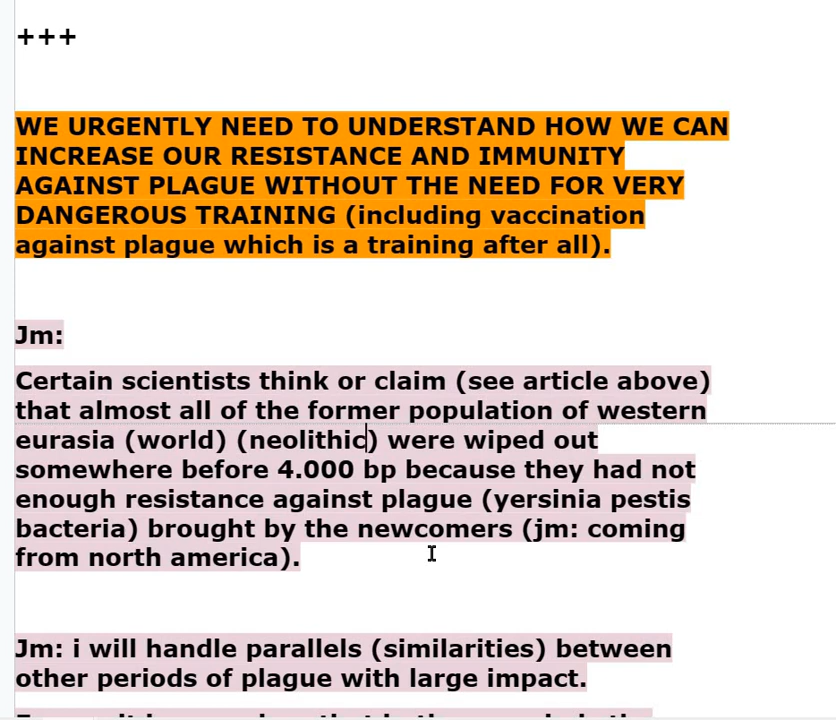 +++
WE URGENTLY NEED TO UNDERSTAND HOW WE CAN
INCREASE OUR RESISTANCE AND IMMUNITY
AGAINST PLAGUE WITHOUT THE NEED FOR VERY
DANGEROUS TRAINING (including vaccination
against plague which is a training after all).
Jm:
Certain scientists think or claim (see article above)
that almost all of the former population of western
eurasia (world) (neolithic) were wiped out
somewhere before 4.000 bp because they had not
enough resistance against plague (yersinia pestis
bacteria) brought by the newcomers (jm: coming
from north america).
Jm: i will handle parallels (similarities) between
other periods of plague with large impact.